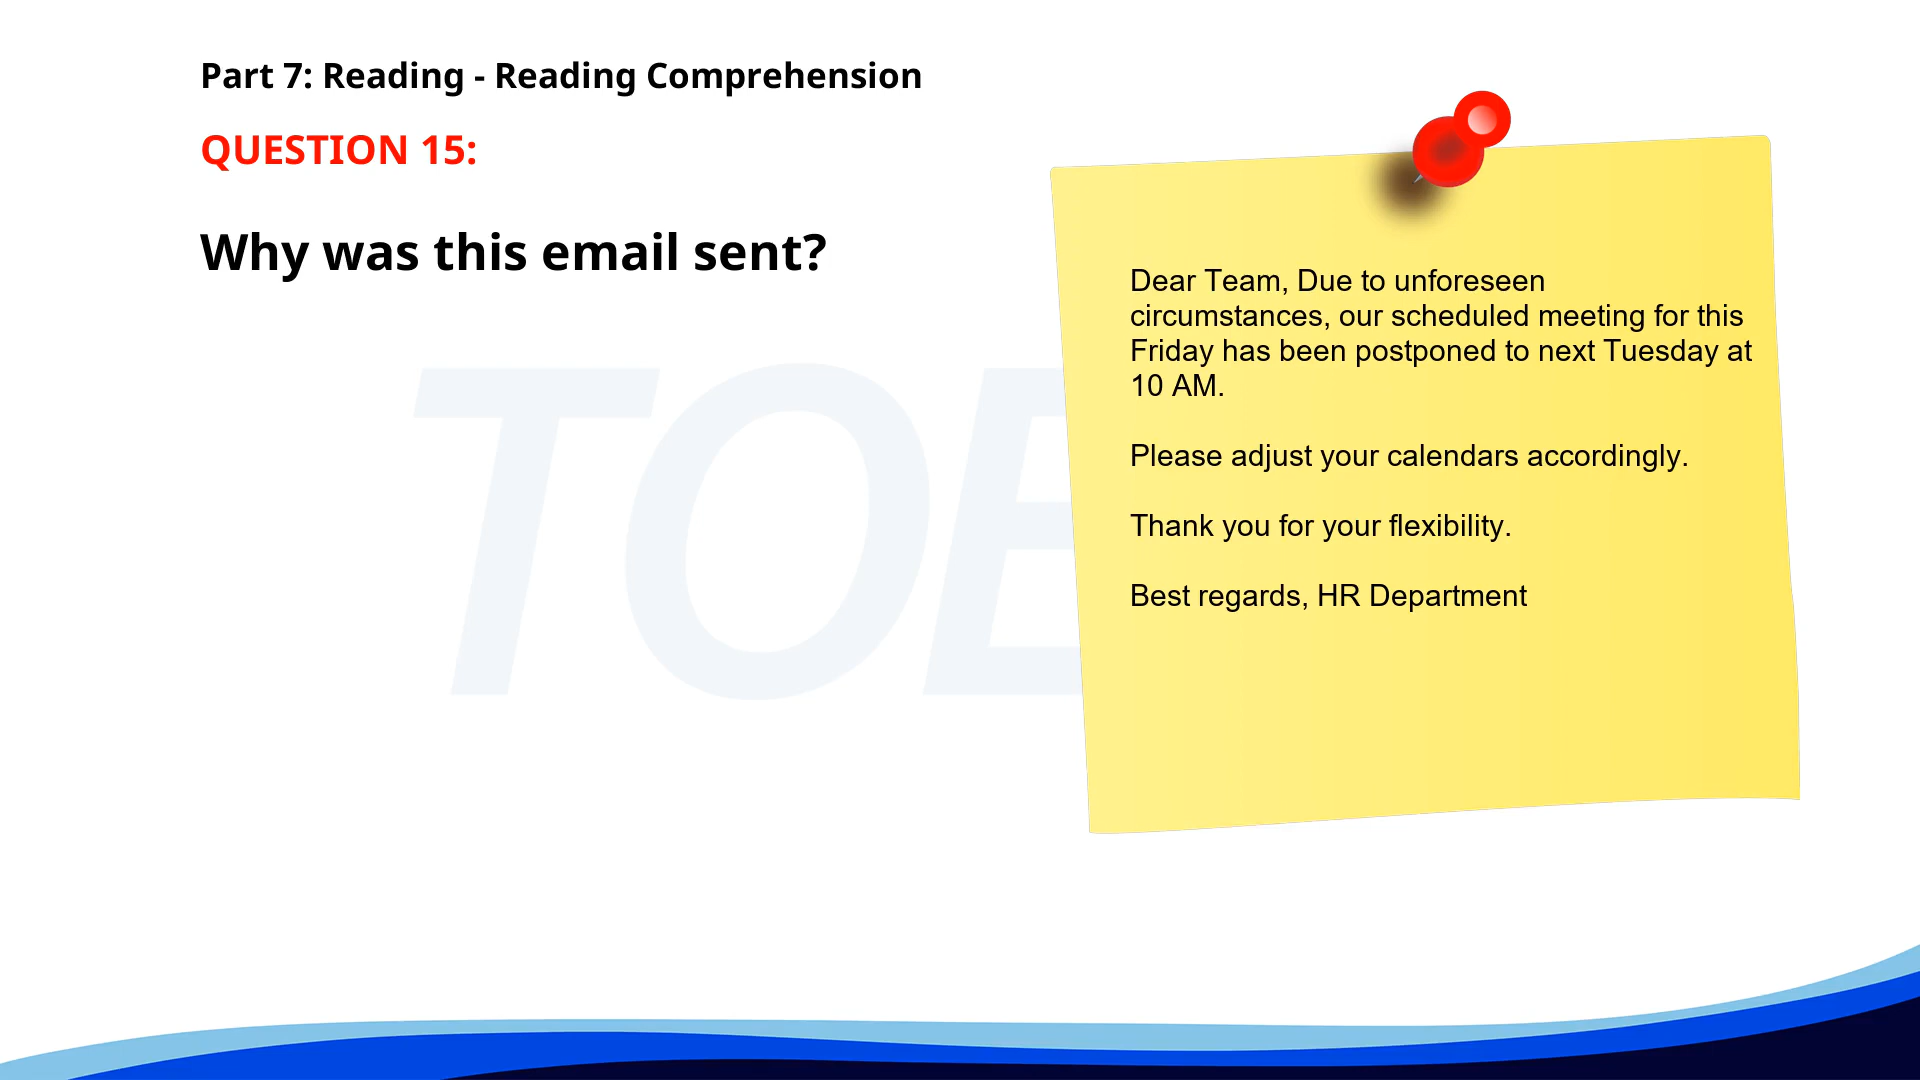 Part 7: Reading - Reading Comprehension
QUESTION 15:
Why was this email sent?
TOE
Dear Team, Due to unforeseen
circumstances, our scheduled meeting for this
Friday has been postponed to next Tuesday at
10 AM.
Please adjust your calendars accordingly.
Thank you for your flexibility.
Best regards, HR Department